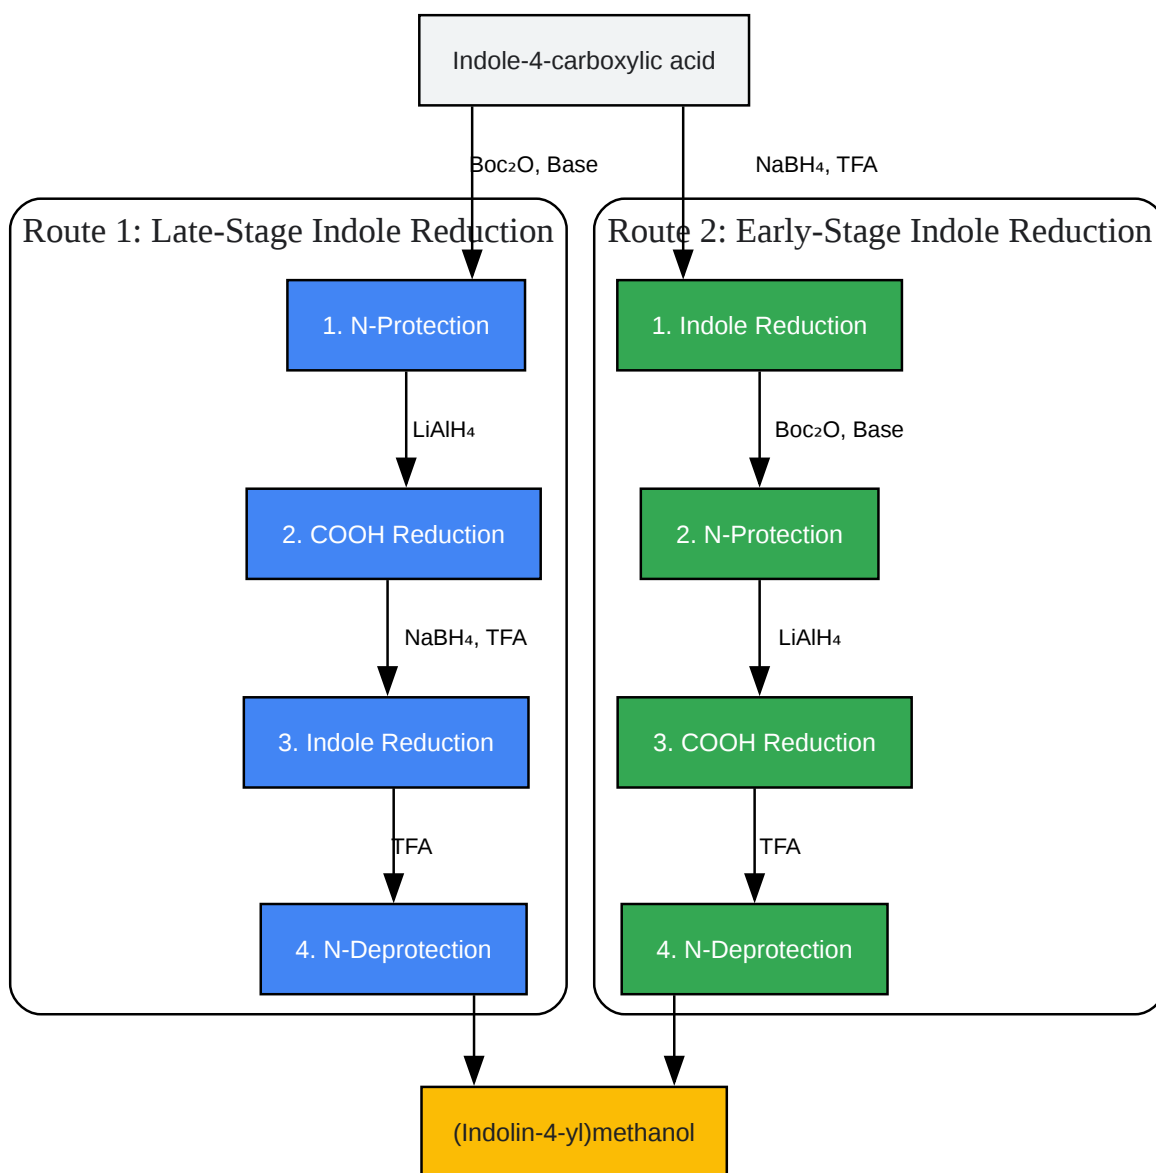 Indole-4-carboxylic acid
Boc₂O, Base
NaBH₄, TFA
Route 1: Late-Stage Indole Reduction
1. N-Protection
LiAlH₄
2. COOH Reduction
NaBH₄, TFA
3. Indole Reduction
TFA
4. N-Deprotection
Route 2: Early-Stage Indole Reduction
1. Indole Reduction
Boc₂O, Base
2. N-Protection
LiAlH₄
3. COOH Reduction
TFA
4. N-Deprotection
(Indolin-4-yl)methanol